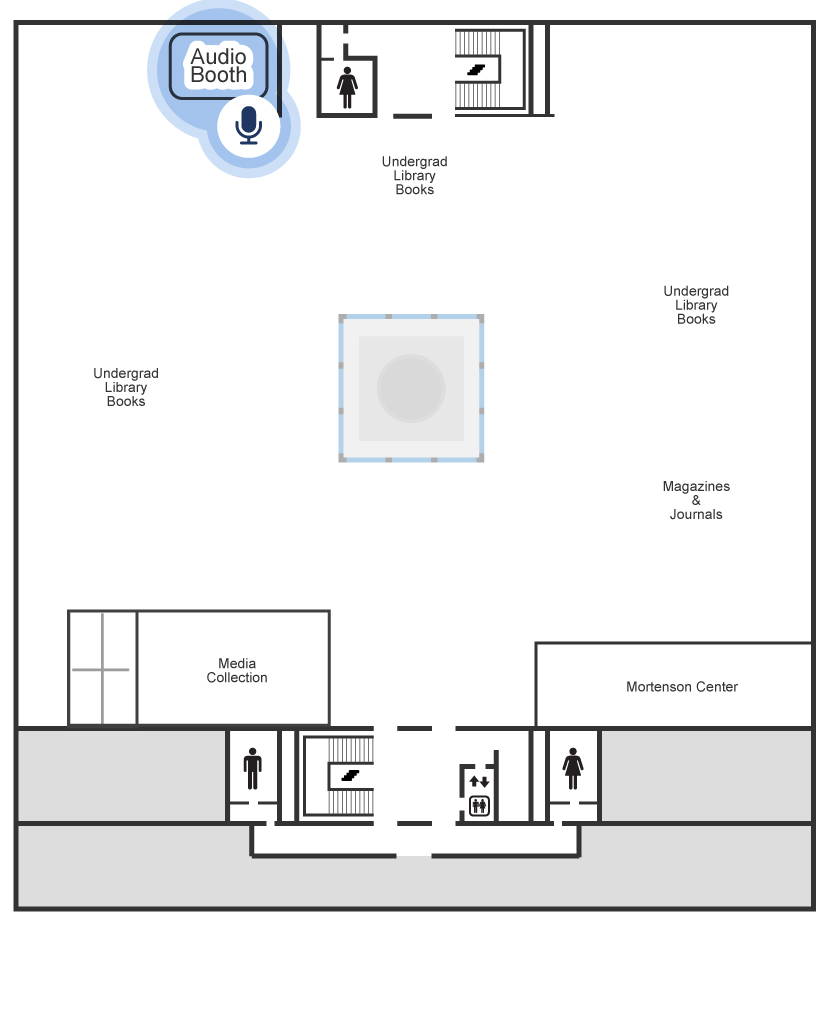 Audio
Booth
Undergrad
Library
Books
Undergrad
Library
Books
Undergrad
Library
Books
Magazines
&
Journals
Media
Collection
Mortenson Center